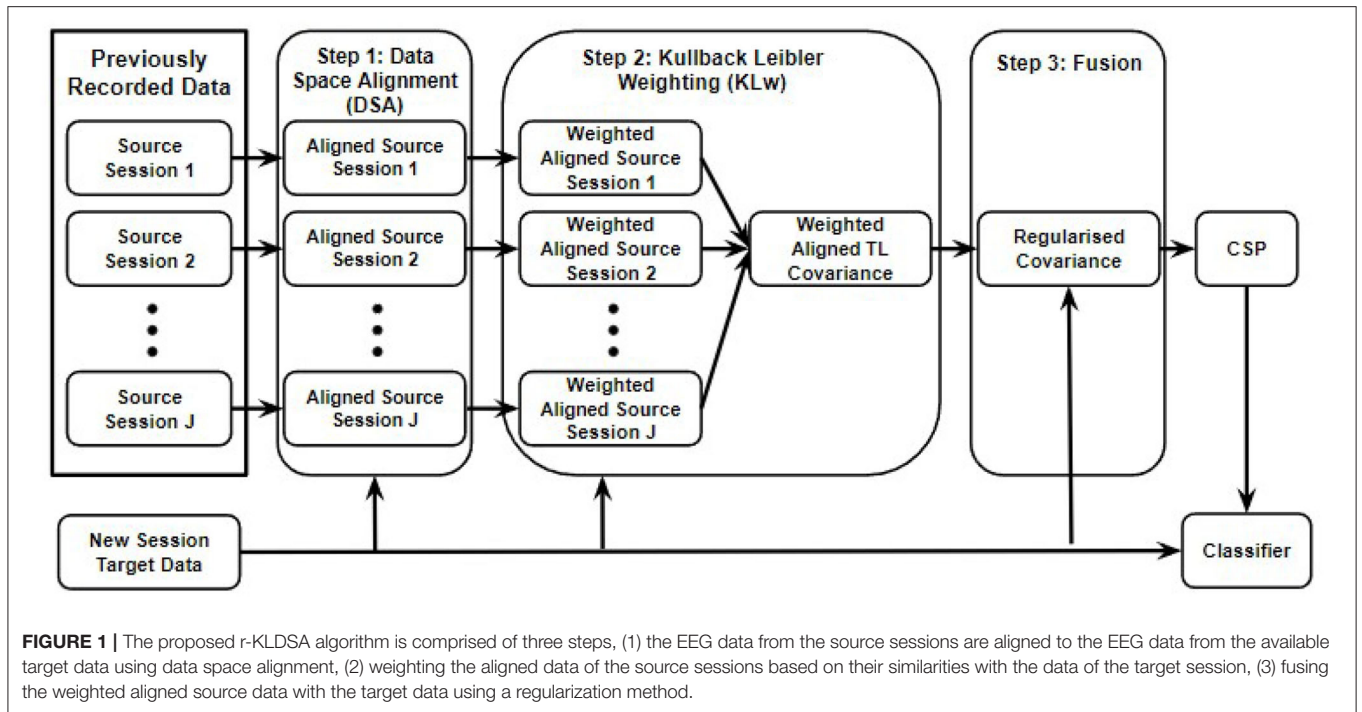 Previously
Recorded Data
Source
Session 1
Source
Session 2
Source
Session J
Step 1: Data
Space Alignment
(DSA)
Aligned Source
Session 1
Aligned Source
Session 2
Aligned Source
Session J
Step 2: Kullback Leibler
Weighting (KLw)
Weighted
Aligned Source
Session 1
Weighted
Aligned Source
Session 2
Weighted
Aligned Source
Session J
Weighted
Aligned TL
Covariance
Step 3: Fusion
Regularised
Covariance
CSP
New Session
Target Data
Classifier
FIGURE 1 | The proposed r-KLDSA algorithm is comprised of three steps, (1) the EEG data from the source sessions are aligned to the EEG data from the available
target data using data space alignment, (2) weighting the aligned data of the source sessions based on their similarities with the data of the target session, (3) fusing
the weighted aligned source data with the target data using a regularization method.